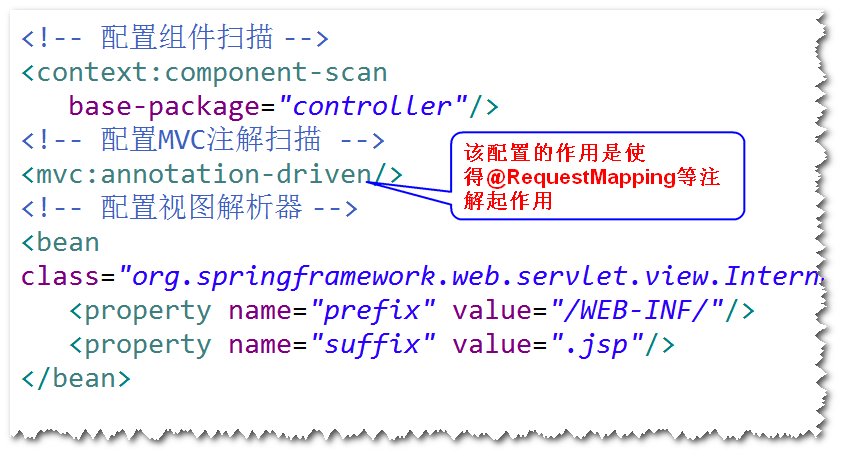 <!-- 配置组件扫描 -->
<context:component-scan
base-package="controller"/>
<!-- 配置MVC注解扫描 -->
<mvc:annotation-driven/>
该配置的作用是使
得@RequestMapping等注
解起作用
<!-- 配置视图解析器 -->
<bean
class="org.springframework.web.servlet.view.Intern
<property name="prefix" value="/WEB-INF/"/>
<property name="suffix" value=".jsp"/>
</bean>